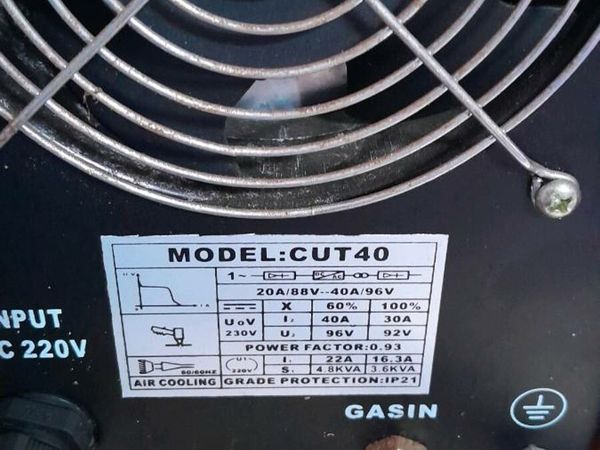 MODEL:CUT40
1~
20A/88V--40A/96V
X 60% 100%
U₀V 230V
I₂ 40A 30A
U₂ 96V 92V
POWER FACTOR:0.93
U1 220V
I₁ 22A 16.3A
S₁ 4.8KVA 3.6KVA
AIR COOLING GRADE PROTECTION:IP21
NPUT
C 220V
GASIN